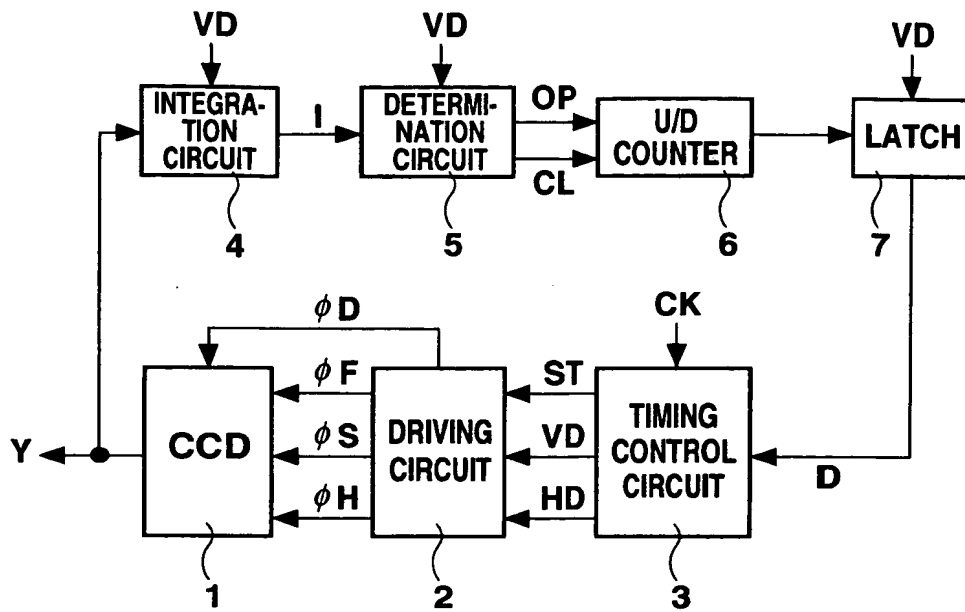 VD
VD
VD
INTEGRA-
TION
CIRCUIT
I
DETERMI-
NATION
CIRCUIT
OP
CL
U/D
COUNTER
LATCH
4
5
6
7
φD
CK
φF
φS
φH
ST
VD
HD
Y
CCD
DRIVING
CIRCUIT
TIMING
CONTROL
CIRCUIT
D
1
2
3